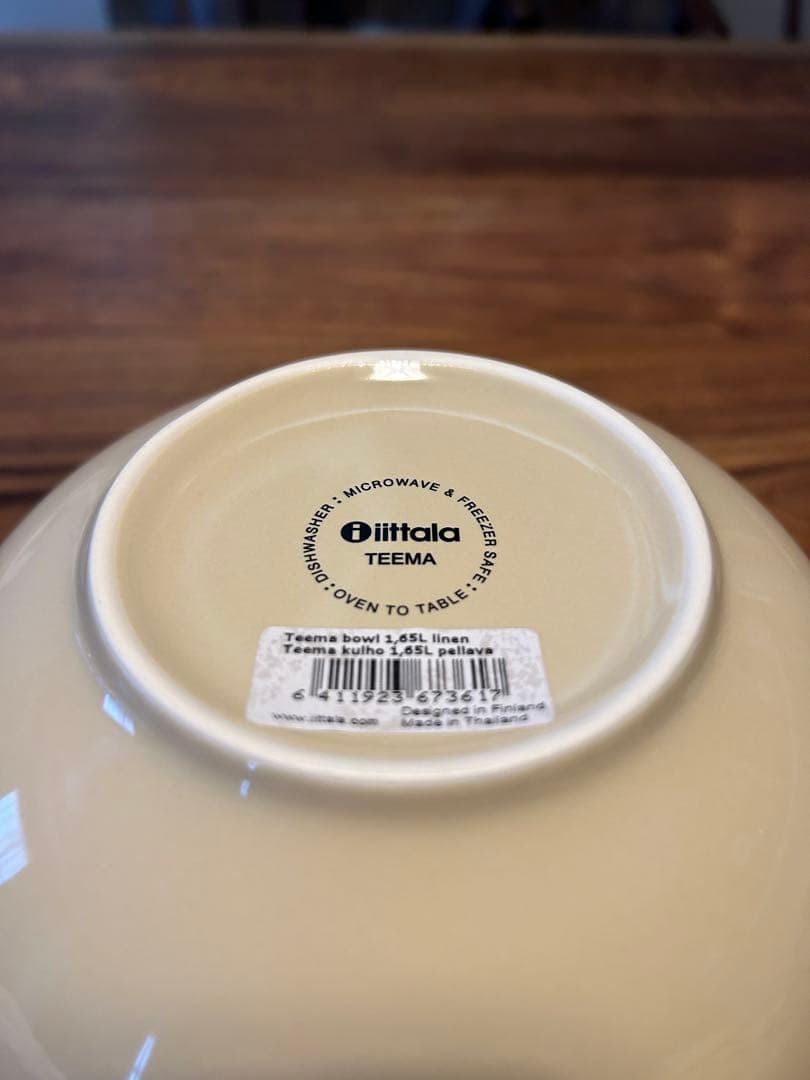 MICROWAVE & FREEZER SAFE : OVEN TO TABLE : DISHWASHER :
iittala
TEEMA
Teema bowl 1,65L linen
Teema kulho 1,65L pellava
6 411923 673617
www.iittala.com
Designed in Finland
Made in Thailand